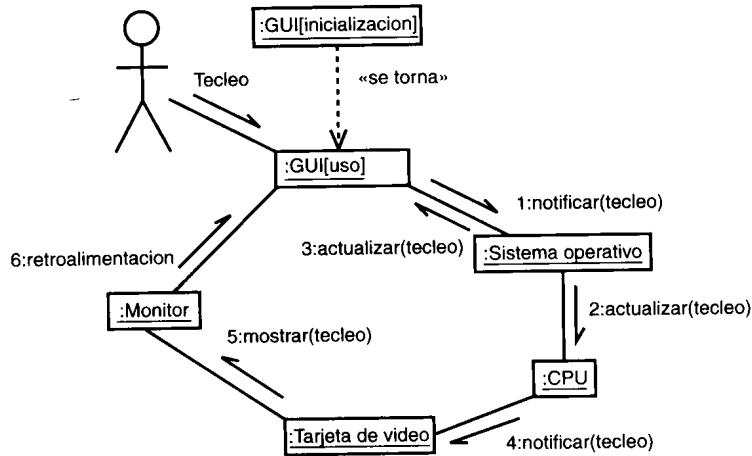 :GUI[inicializacion]
Tecleo
«se torna»
:GUI[uso]
1:notificar(tecleo)
3:actualizar(tecleo)
:Sistema operativo
6:retroalimentacion
:Monitor
2:actualizar(tecleo)
5:mostrar(tecleo)
:CPU
:Tarjeta de video
4:notificar(tecleo)